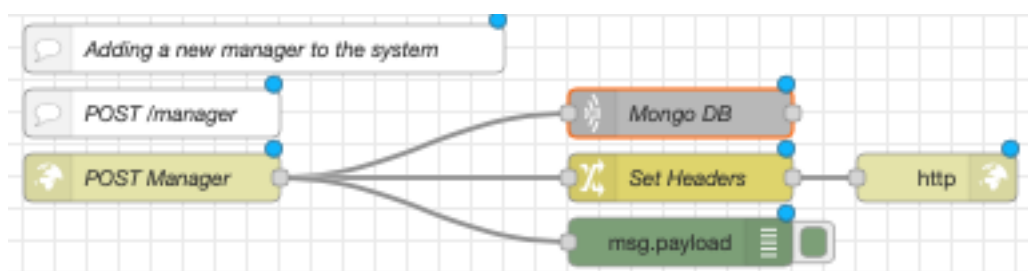 Adding a new manager to the system
POST /manager
Mongo DB
POST Manager
Set Headers
http
msg.payload